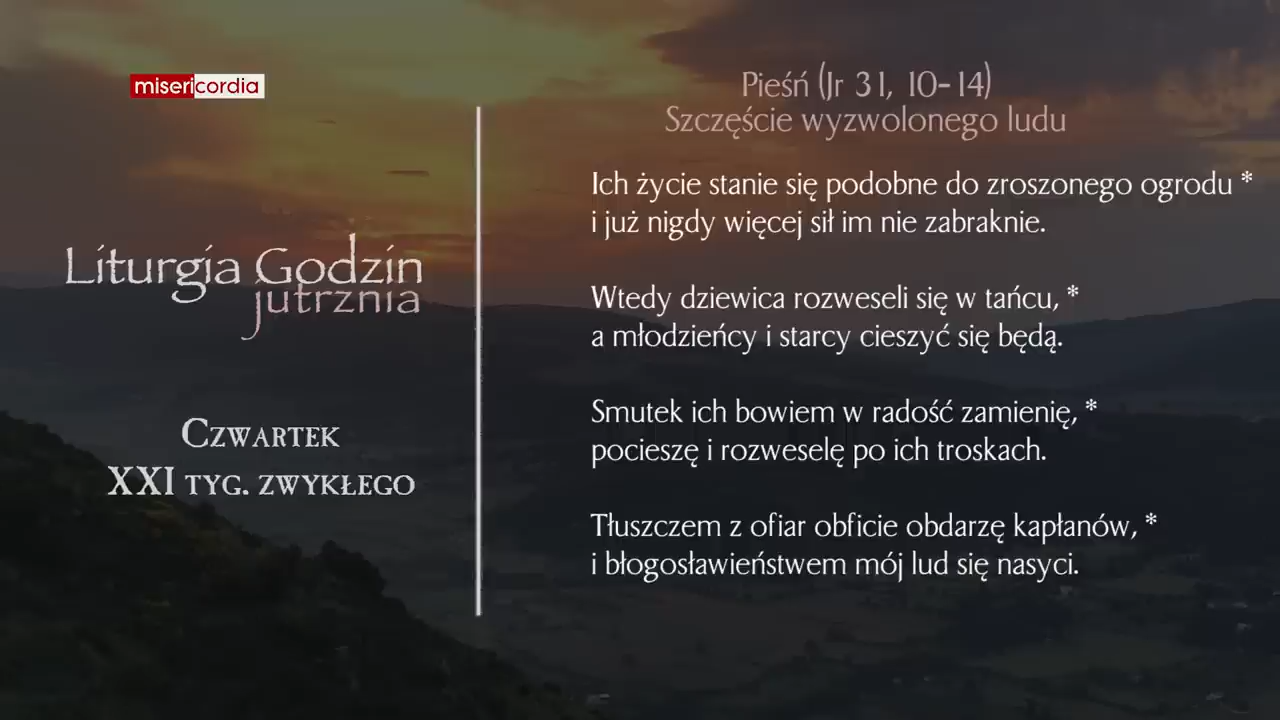 misericordia
Liturgia Godzin
jutrznia
Czwartek
XXI tyg. zwykłego
Pieśń (Jr 31, 10-14)
Szczęście wyzwolonego ludu
Ich życie stanie się podobne do zroszonego ogrodu *
i już nigdy więcej sił im nie zabraknie.
Wtedy dziewica rozweseli się w tańcu, *
a młodzieńcy i starcy cieszyć się będą.
Smutek ich bowiem w radość zamienię, *
pocieszę i rozweselę po ich troskach.
Tłuszczem z ofiar obficie obdarzę kapłanów, *
i błogosławieństwem mój lud się nasyci.